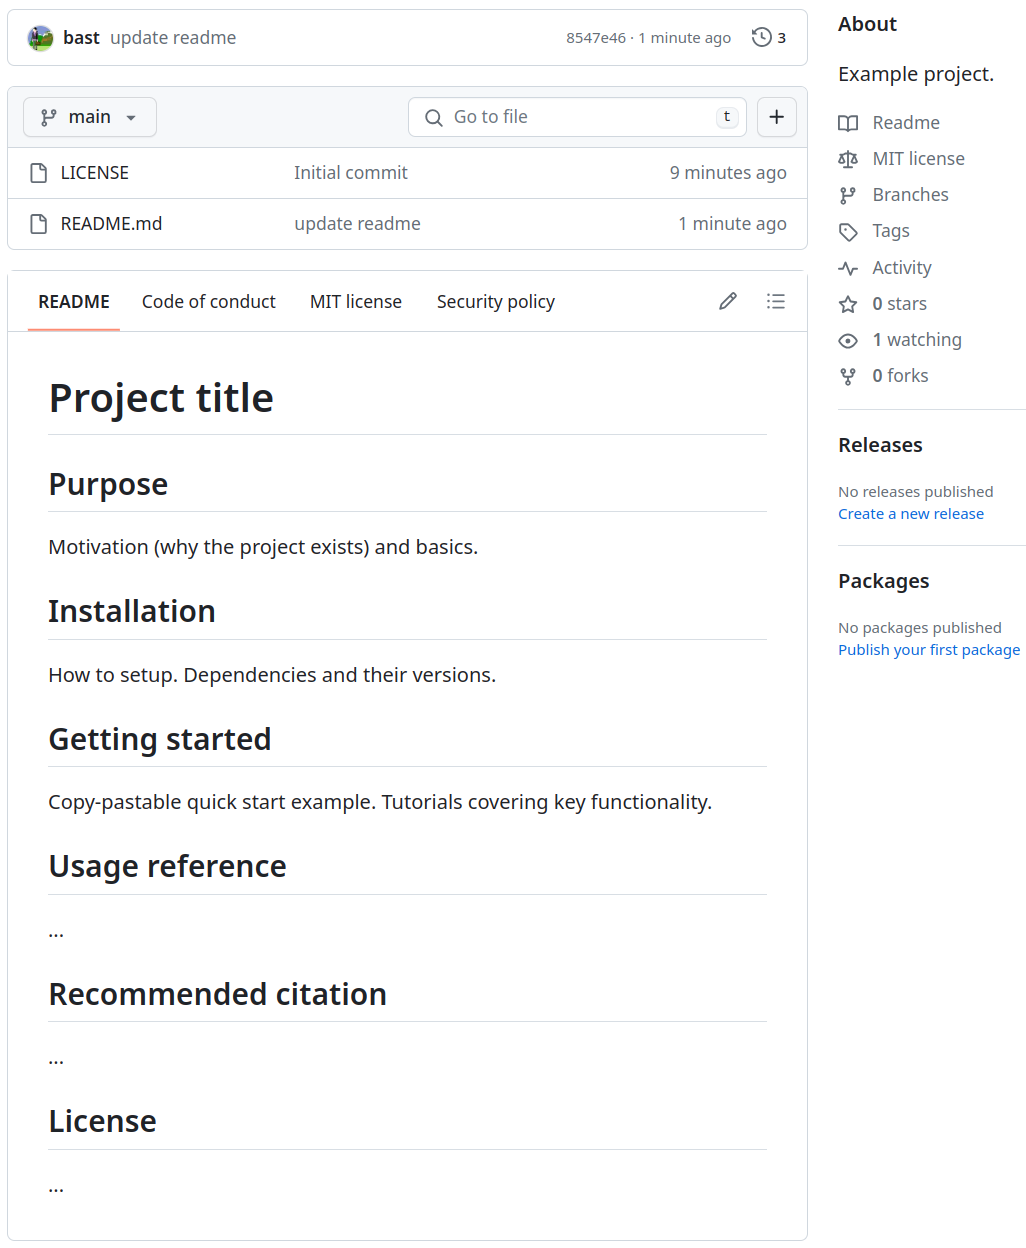 bast update readme 8547e46 · 1 minute ago 3
main Go to file t
LICENSE Initial commit 9 minutes ago
README.md update readme 1 minute ago
README Code of conduct MIT license Security policy
Project title
Purpose
Motivation (why the project exists) and basics.
Installation
How to setup. Dependencies and their versions.
Getting started
Copy-pastable quick start example. Tutorials covering key functionality.
Usage reference
...
Recommended citation
...
License
...
About
Example project.
Readme
MIT license
Branches
Tags
Activity
0 stars
1 watching
0 forks
Releases
No releases published
Create a new release
Packages
No packages published
Publish your first package